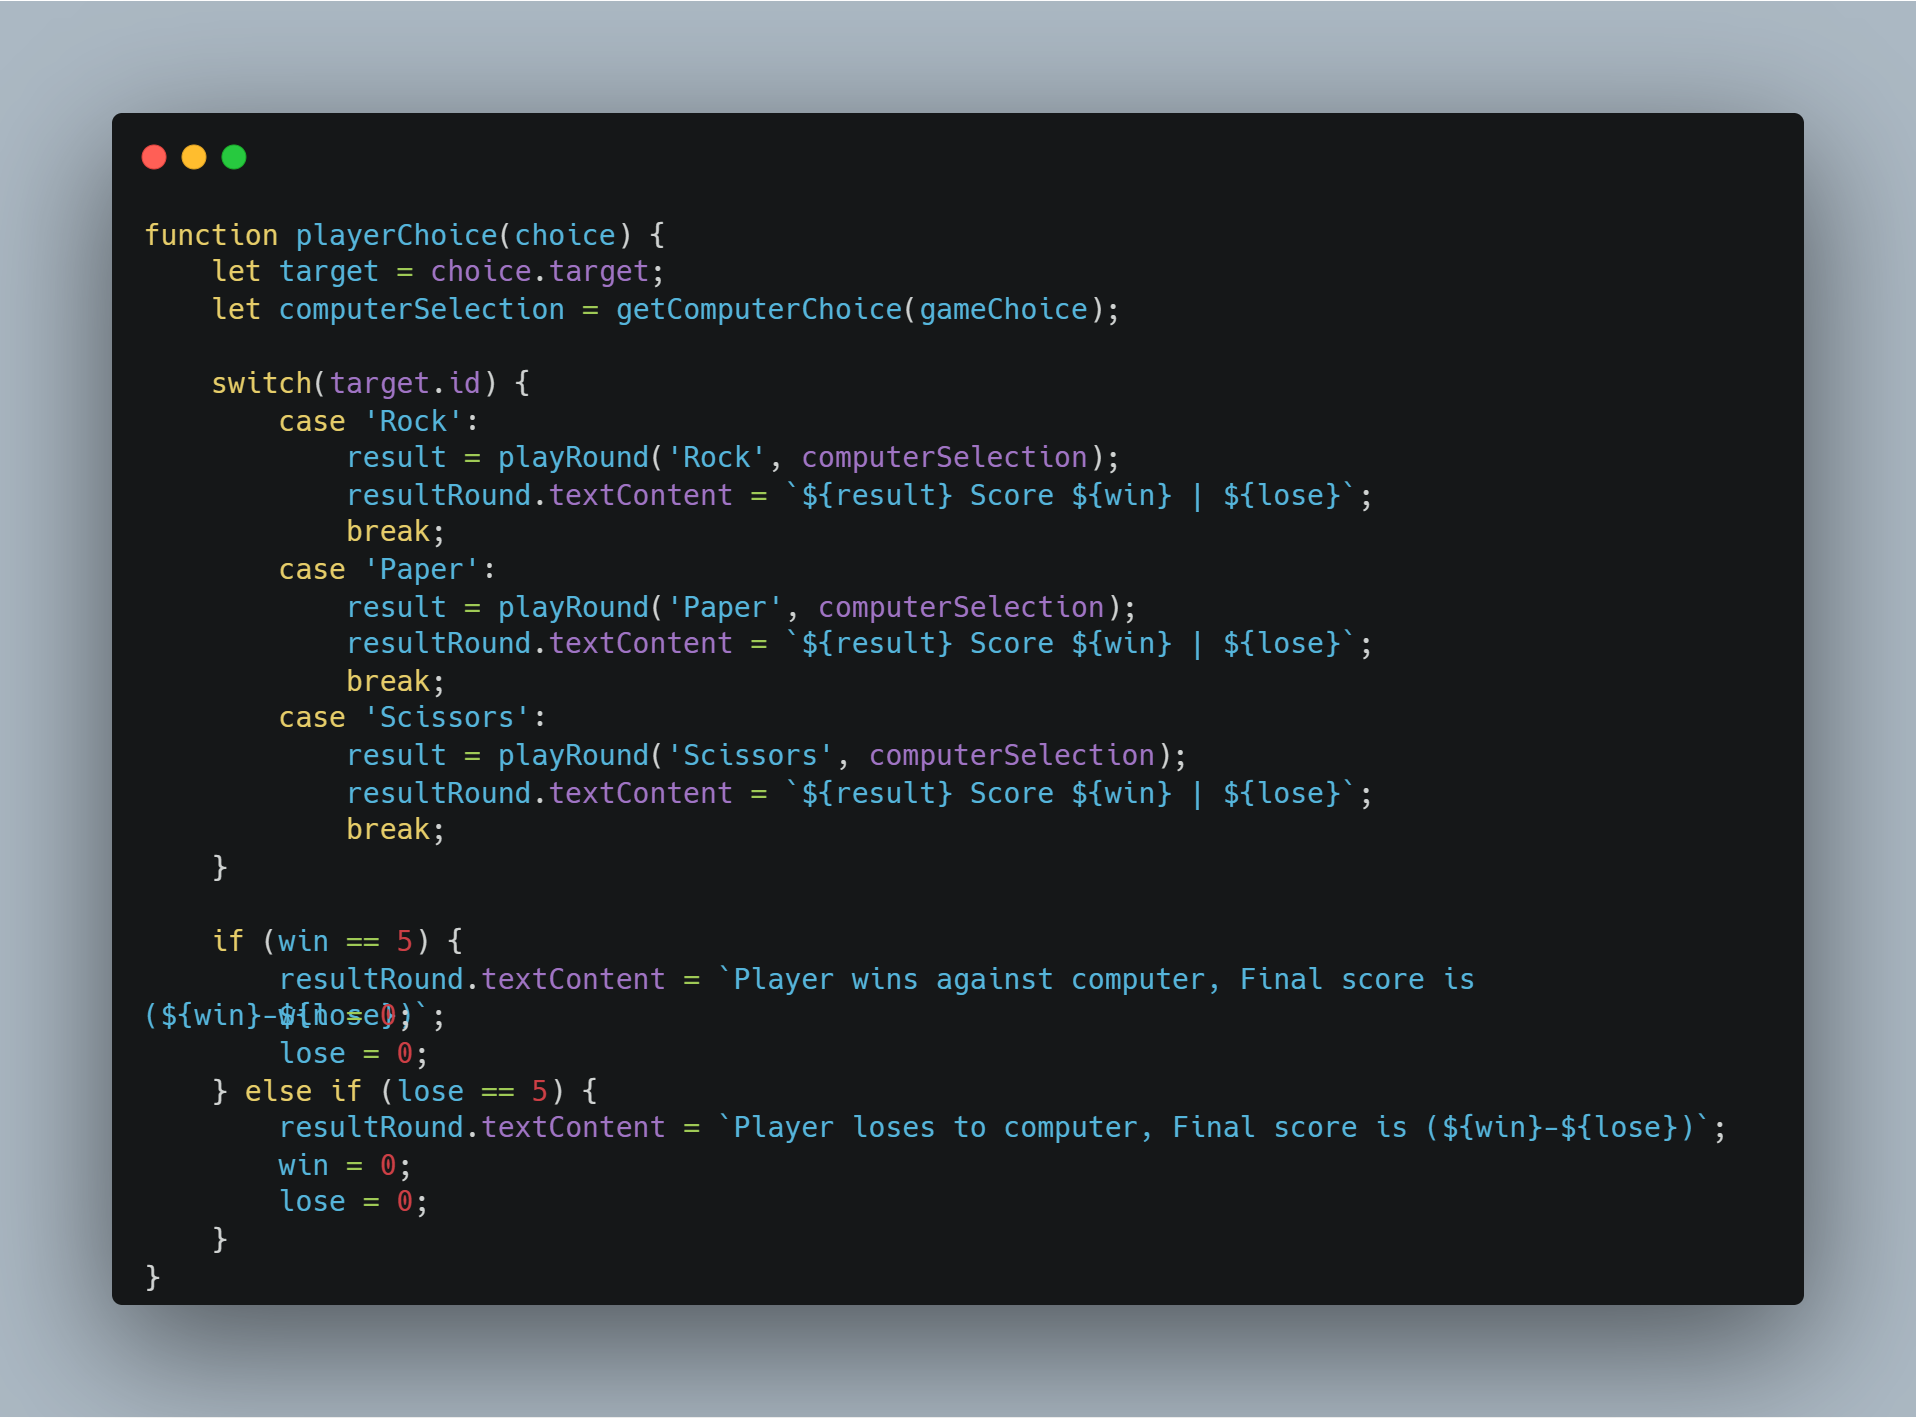 function playerChoice(choice) {
    let target = choice.target;
    let computerSelection = getComputerChoice(gameChoice);

    switch(target.id) {
        case 'Rock':
            result = playRound('Rock', computerSelection);
            resultRound.textContent = `${result} Score ${win} | ${lose}`;
            break;
        case 'Paper':
            result = playRound('Paper', computerSelection);
            resultRound.textContent = `${result} Score ${win} | ${lose}`;
            break;
        case 'Scissors':
            result = playRound('Scissors', computerSelection);
            resultRound.textContent = `${result} Score ${win} | ${lose}`;
            break;
    }

    if (win == 5) {
        resultRound.textContent = `Player wins against computer, Final score is
(${win}-${lose})`;
        win = 0;
        lose = 0;
    } else if (lose == 5) {
        resultRound.textContent = `Player loses to computer, Final score is (${win}-${lose})`;
        win = 0;
        lose = 0;
    }
}